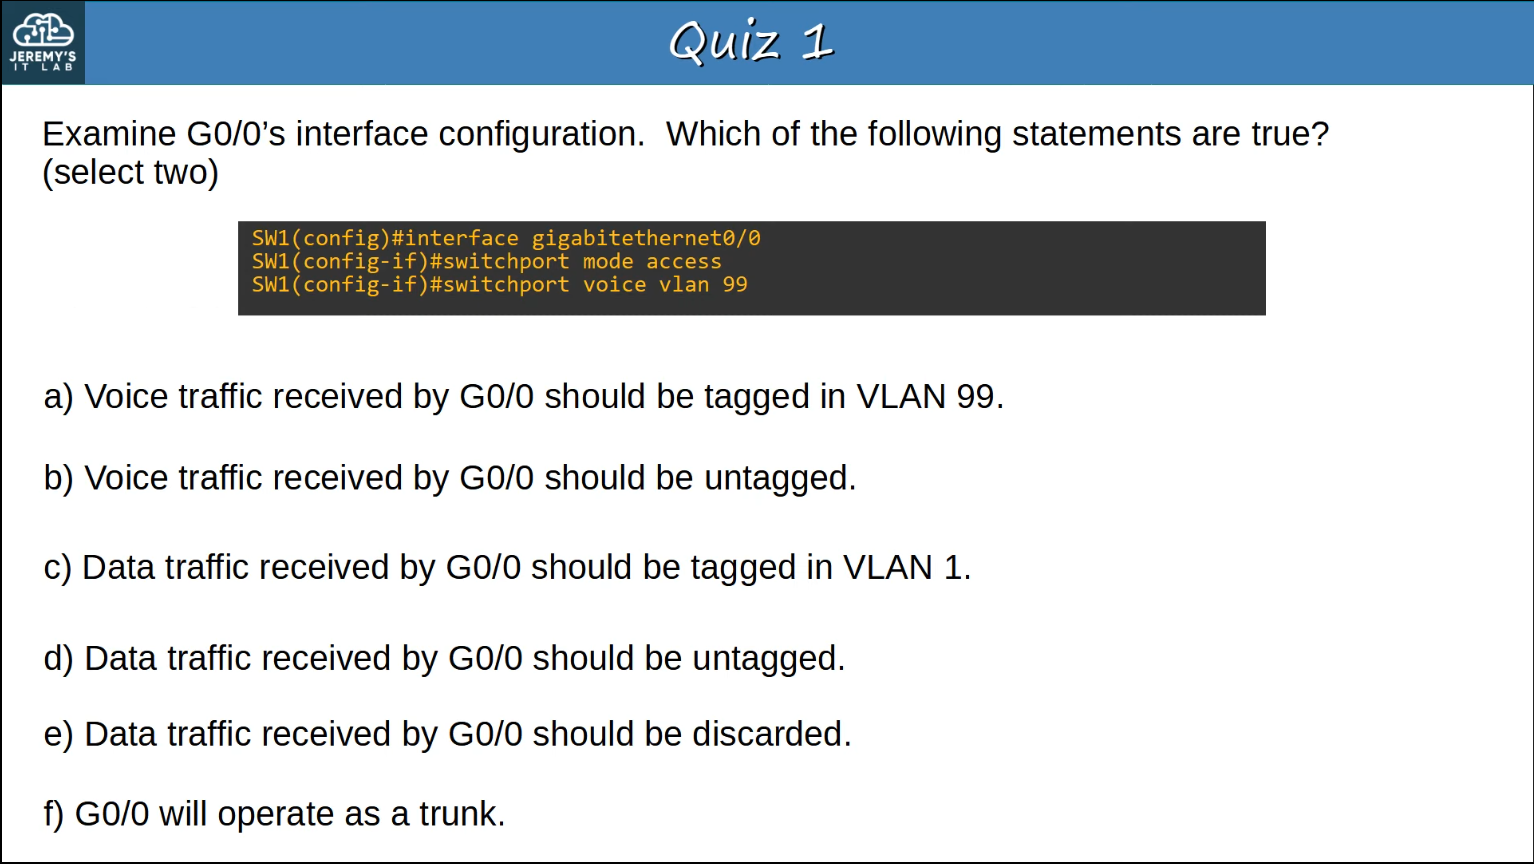 JEREMY'S
IT LAB
Quiz 1
Examine G0/0’s interface configuration.  Which of the following statements are true?
(select two)
SW1(config)#interface gigabitethernet0/0
SW1(config-if)#switchport mode access
SW1(config-if)#switchport voice vlan 99
a) Voice traffic received by G0/0 should be tagged in VLAN 99.
b) Voice traffic received by G0/0 should be untagged.
c) Data traffic received by G0/0 should be tagged in VLAN 1.
d) Data traffic received by G0/0 should be untagged.
e) Data traffic received by G0/0 should be discarded.
f) G0/0 will operate as a trunk.